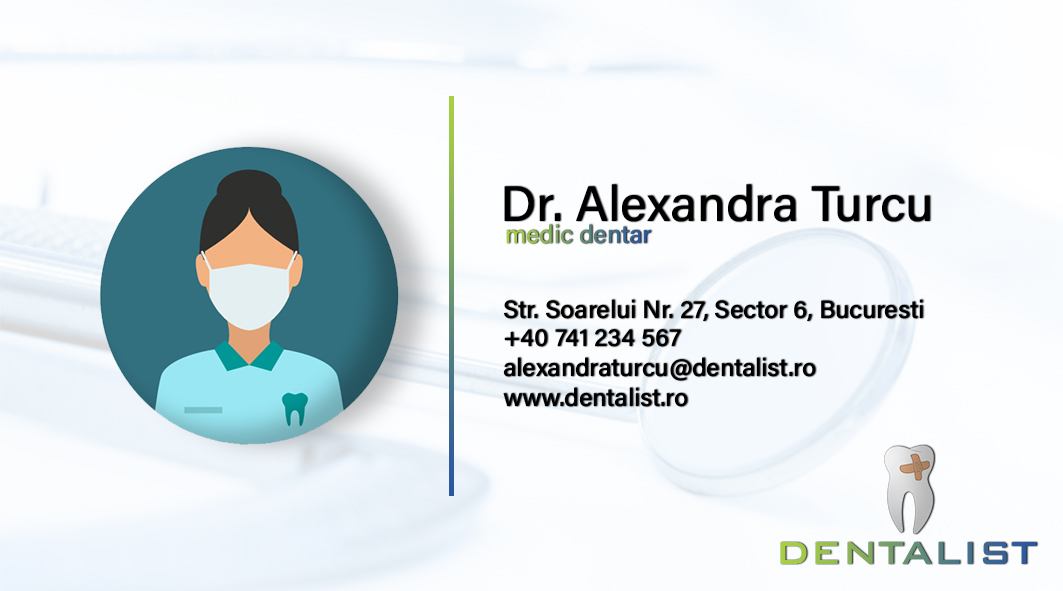 Dr. Alexandra Turcu
medic dentar
Str. Soarelui Nr. 27, Sector 6, Bucuresti
+40 741 234 567
alexandraturcu@dentalist.ro
www.dentalist.ro
DENTALIST